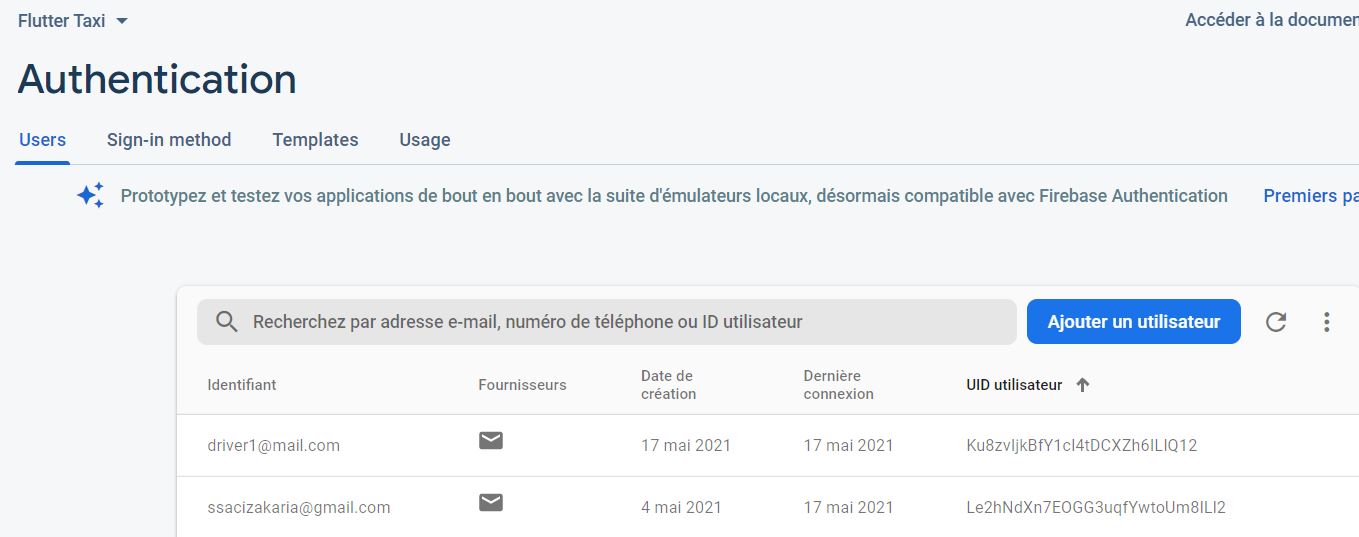 Flutter Taxi
Accéder à la documen
Authentication
Users Sign-in method Templates Usage
Prototypez et testez vos applications de bout en bout avec la suite d'émulateurs locaux, désormais compatible avec Firebase Authentication Premiers pa
Recherchez par adresse e-mail, numéro de téléphone ou ID utilisateur Ajouter un utilisateur
Identifiant Fournisseurs Date de création Dernière connexion UID utilisateur
driver1@mail.com 17 mai 2021 17 mai 2021 Ku8zvIjkBfY1cI4tDCXZh6ILIQ12
ssacizakaria@gmail.com 4 mai 2021 17 mai 2021 Le2hNdXn7EOGG3uqfYwtoUm8ILI2